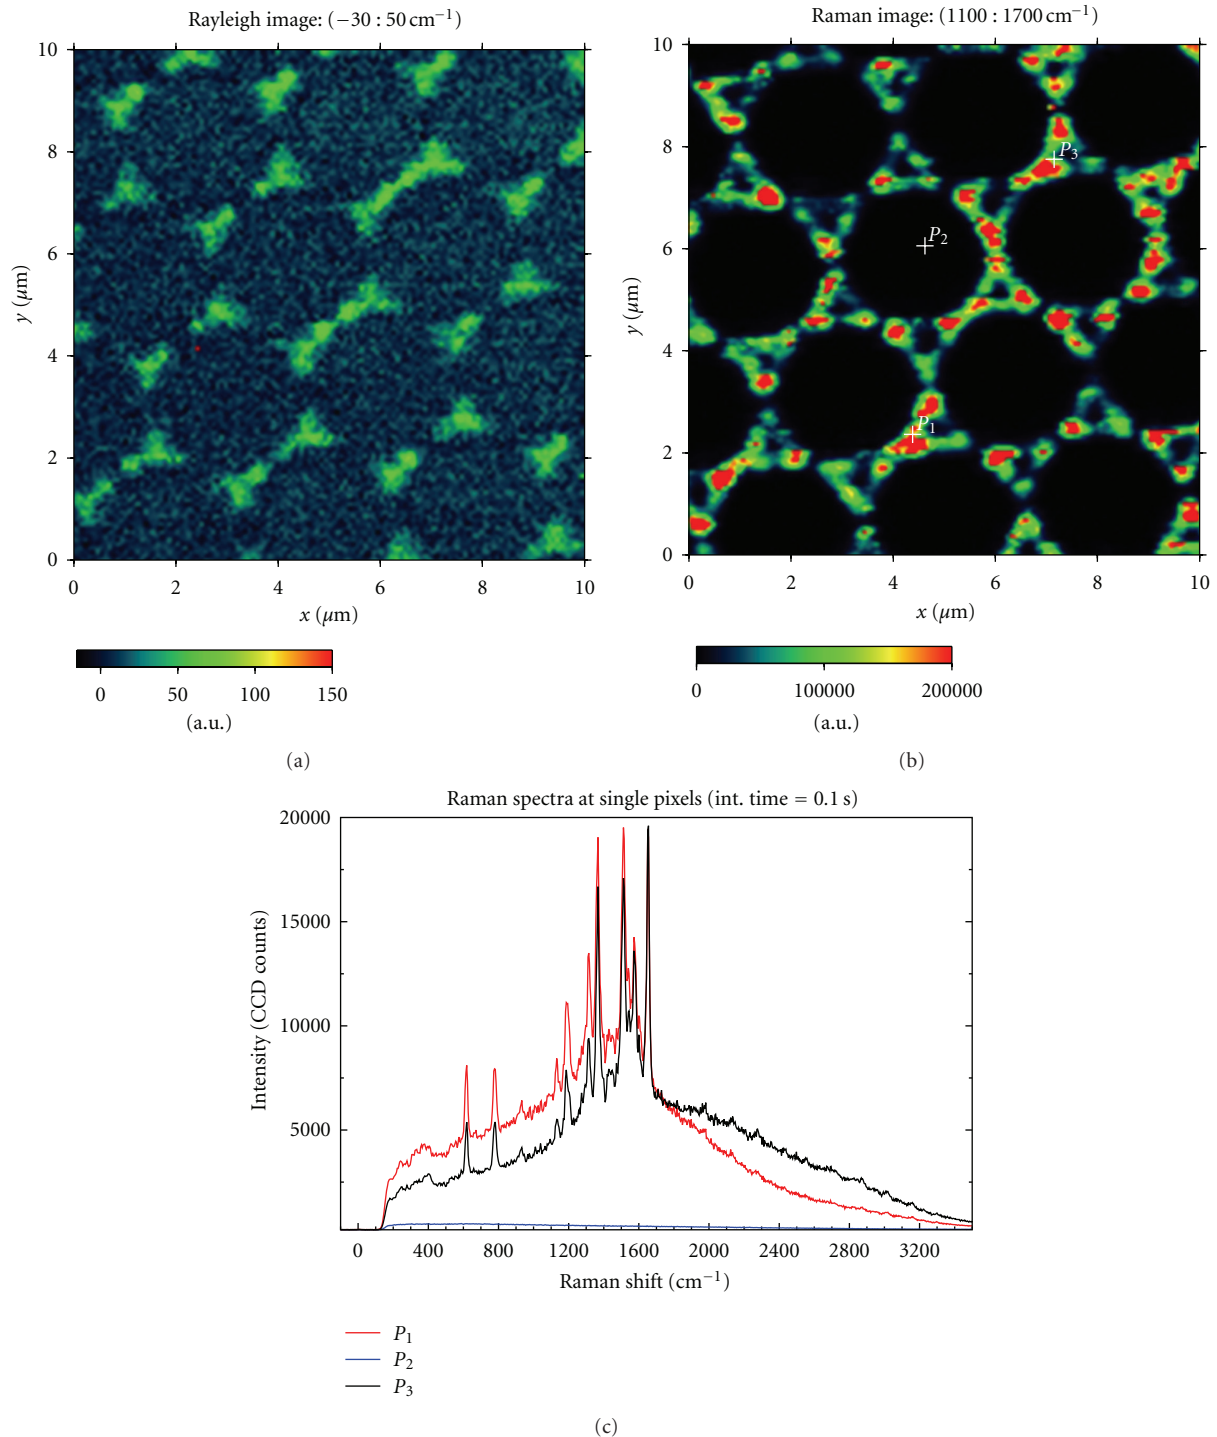 Rayleigh image: (−30 : 50 cm⁻¹)
10
8
6
4
2
0
y (μm)
0 2 4 6 8 10
x (μm)
0 50 100 150
(a.u.)
(a)
Raman image: (1100 : 1700 cm⁻¹)
10
8
6
4
2
0
y (μm)
P₃
P₂
P₁
0 2 4 6 8 10
x (μm)
0 100000 200000
(a.u.)
(b)
Raman spectra at single pixels (int. time = 0.1 s)
20000
15000
10000
5000
Intensity (CCD counts)
0 400 800 1200 1600 2000 2400 2800 3200
Raman shift (cm⁻¹)
P₁
P₂
P₃
(c)